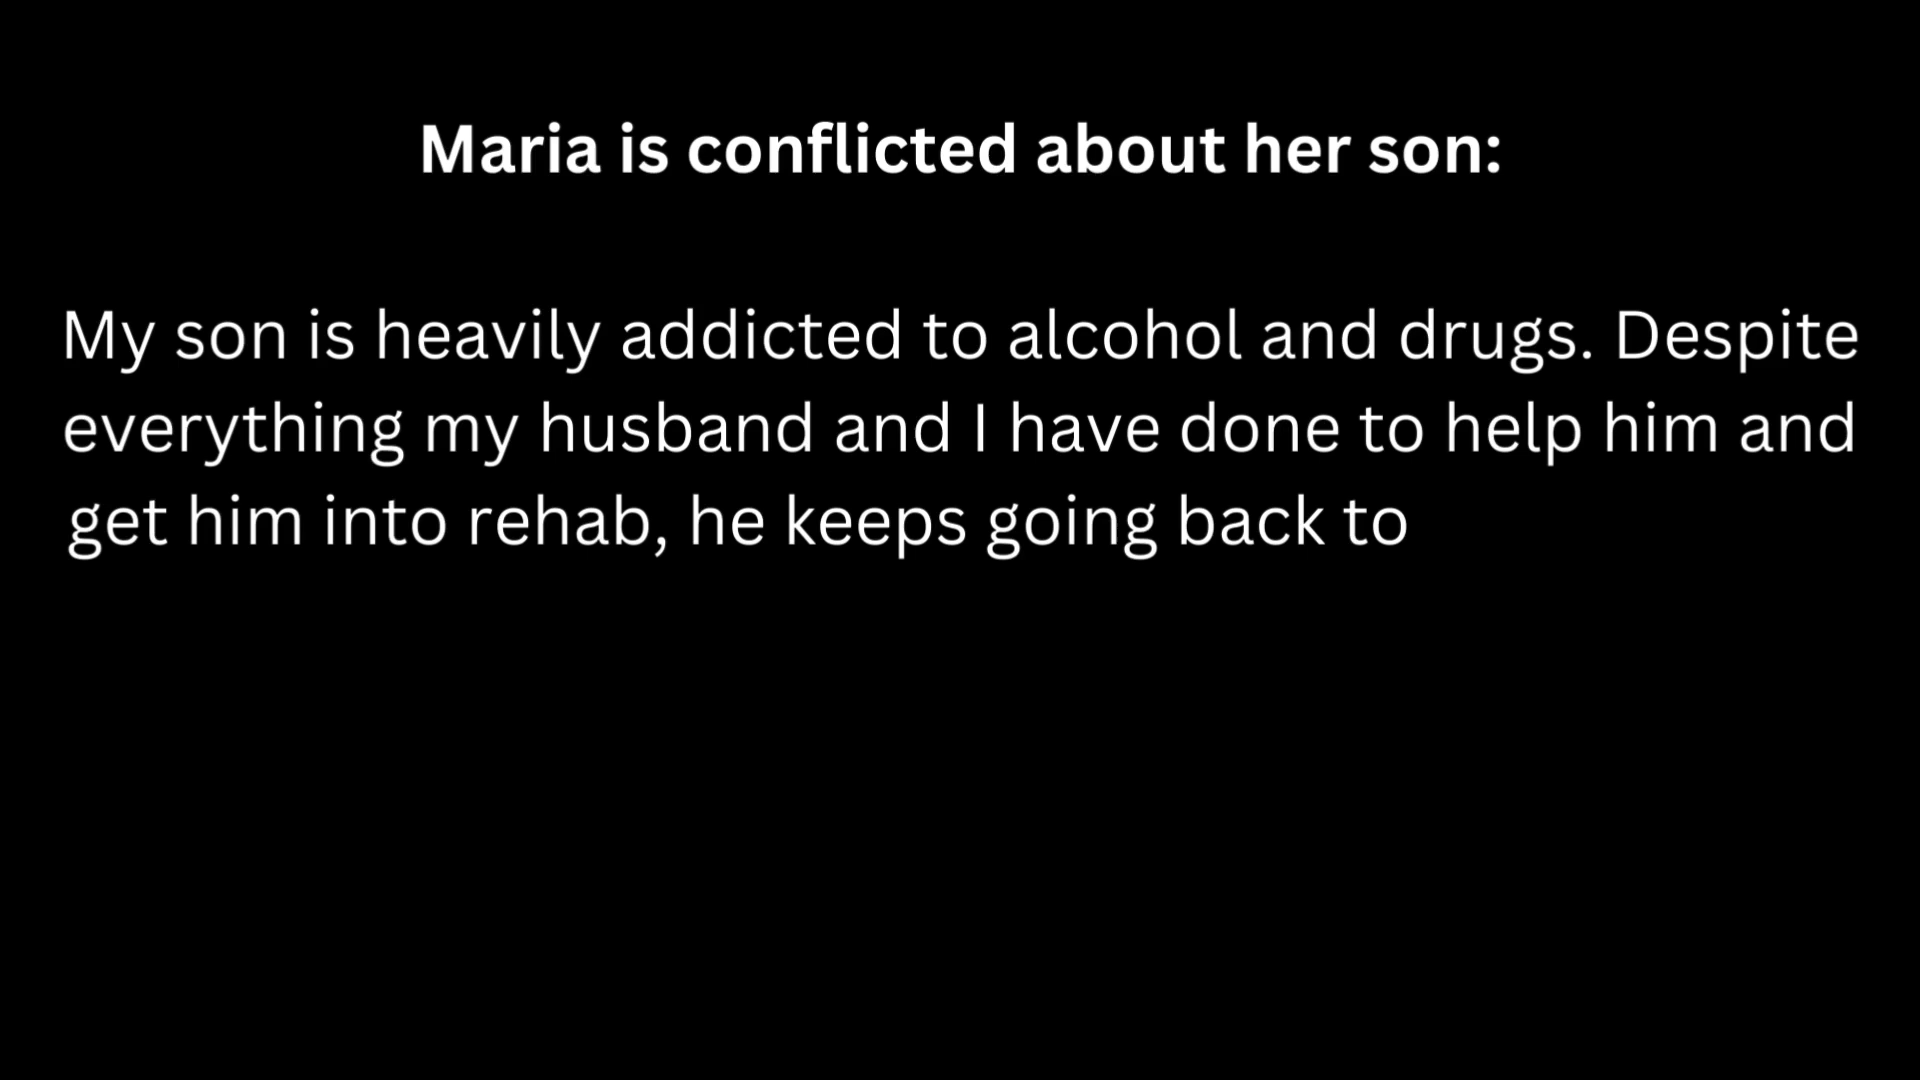 Maria is conflicted about her son:
My son is heavily addicted to alcohol and drugs. Despite
everything my husband and I have done to help him and
get him into rehab, he keeps going back to